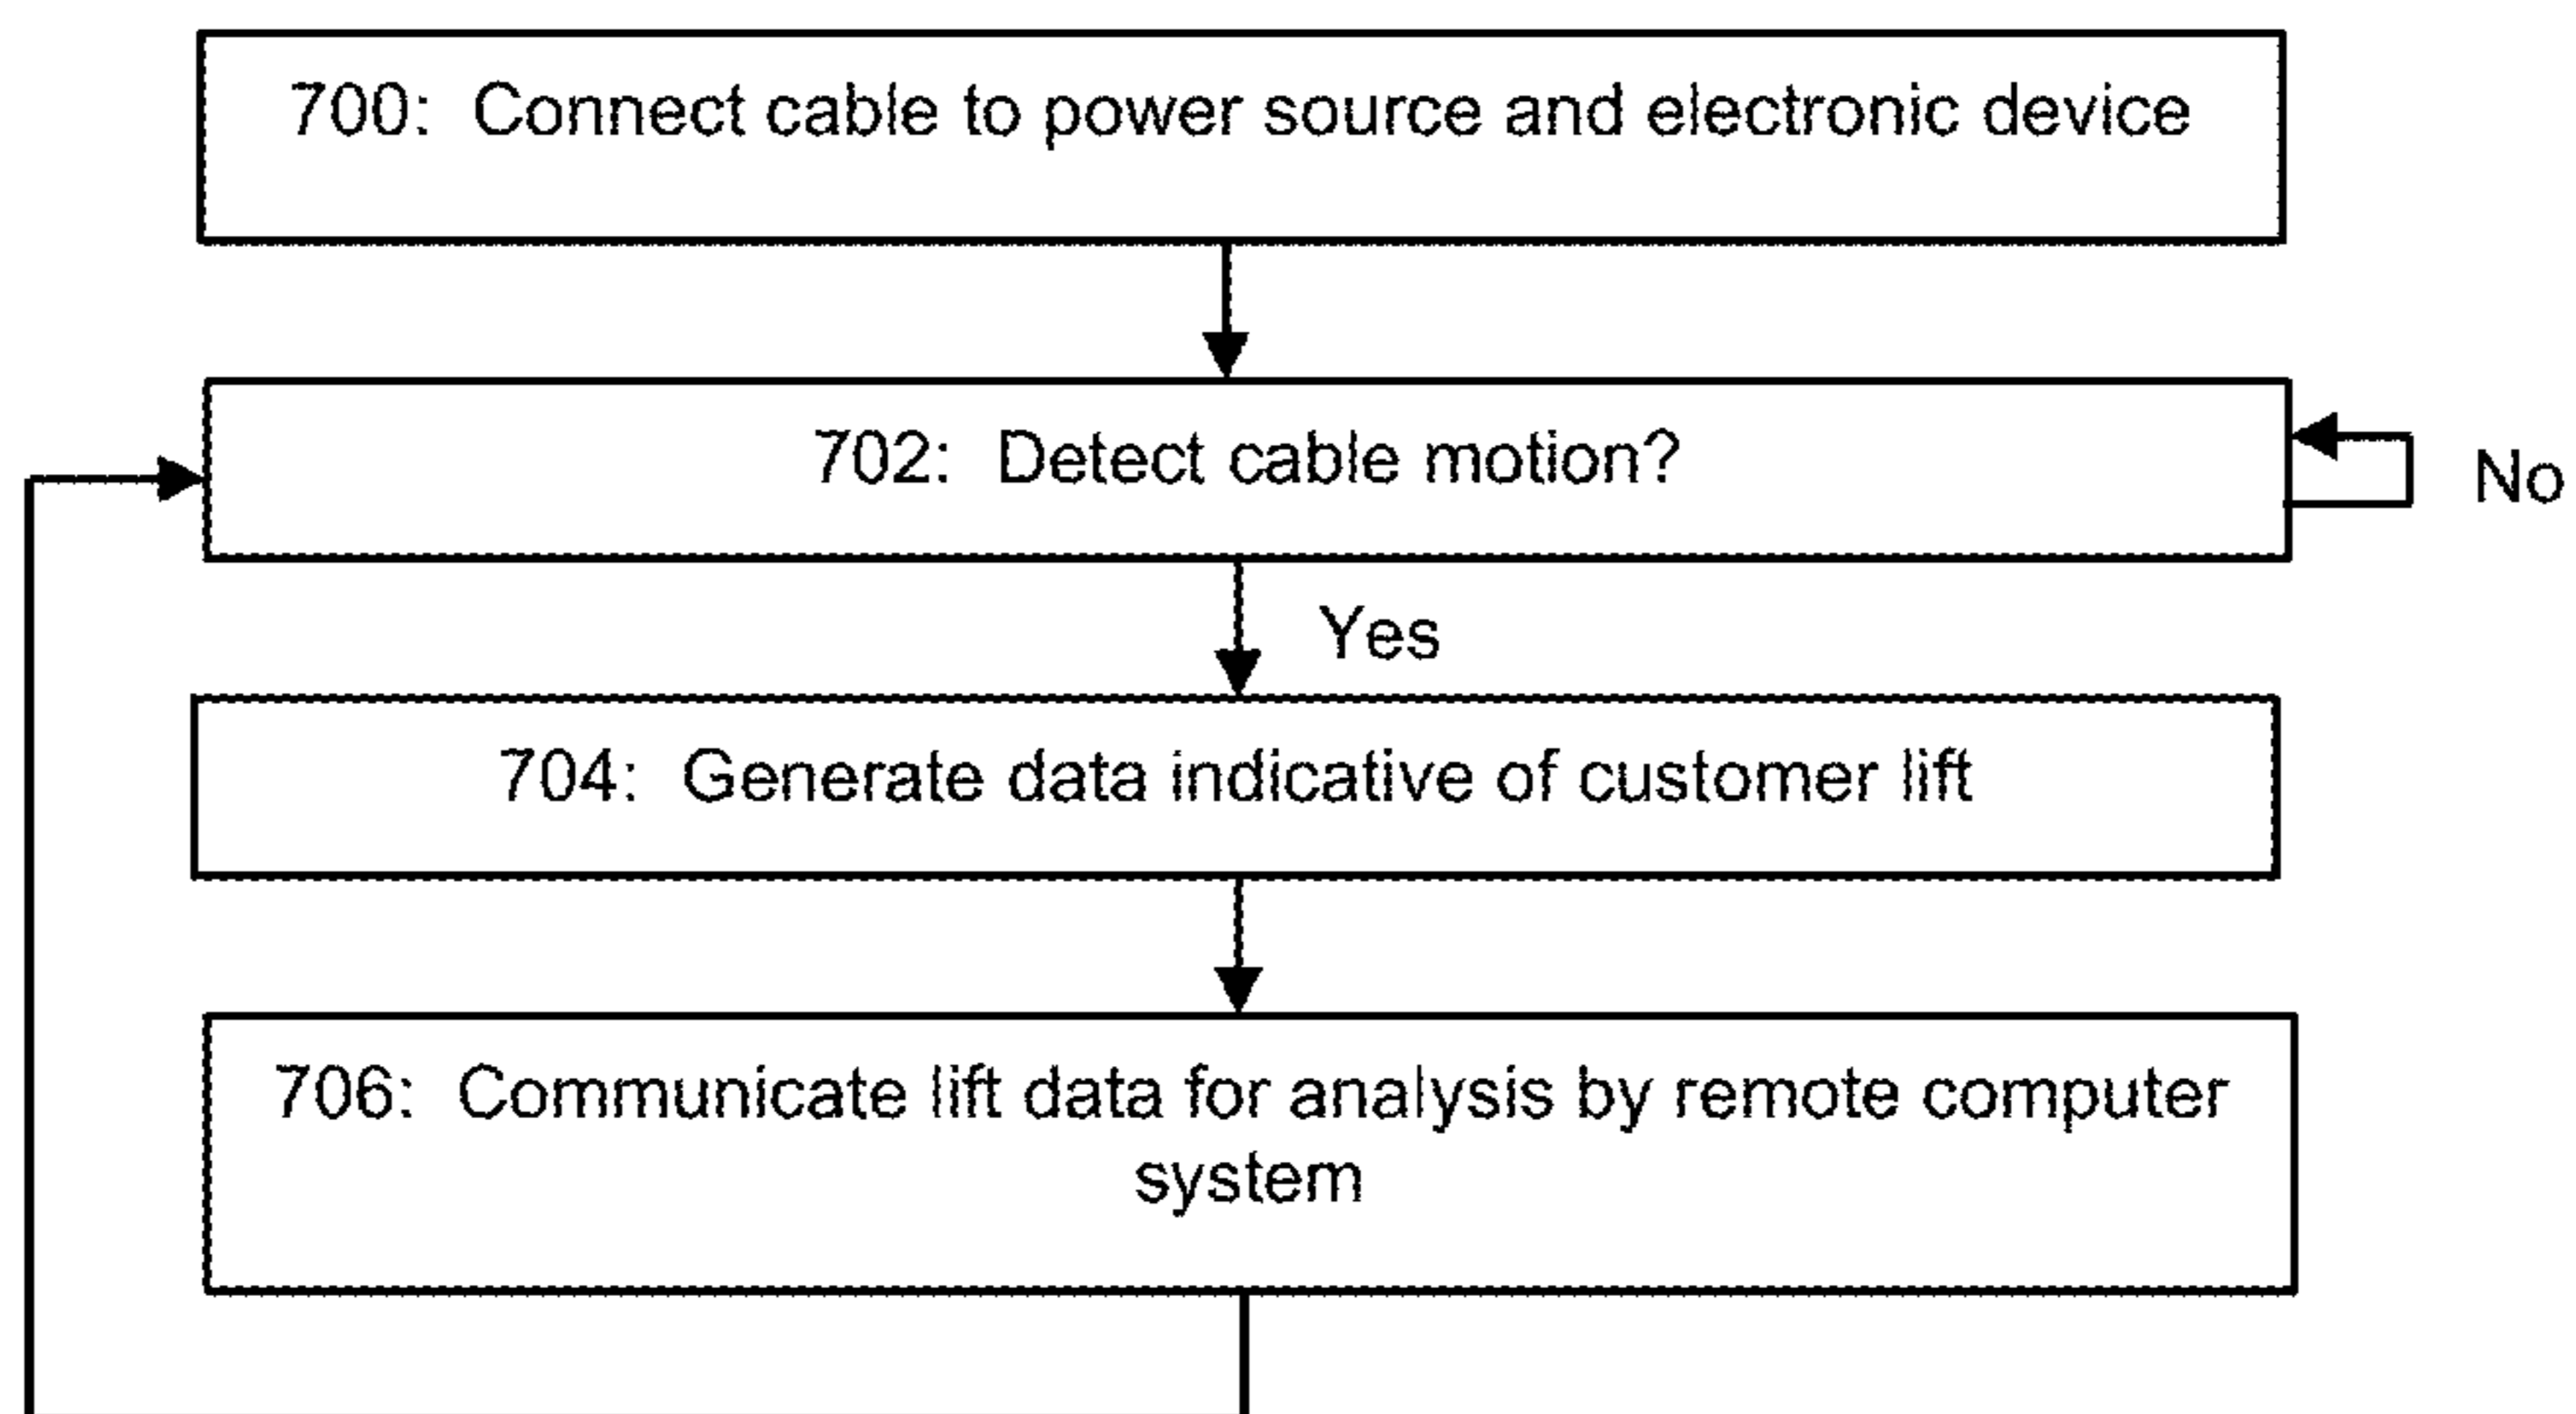 700: Connect cable to power source and electronic device
702: Detect cable motion?
No
Yes
704: Generate data indicative of customer lift
706: Communicate lift data for analysis by remote computer
system